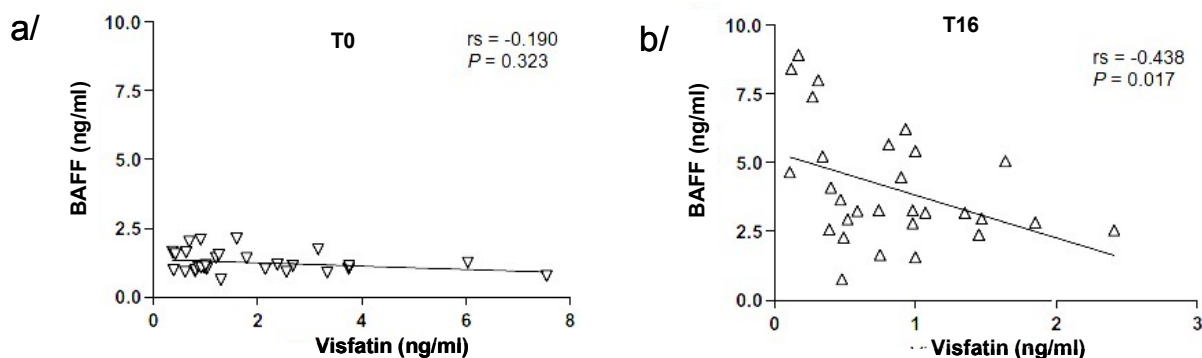 a/
T0
rs = -0.190
P = 0.323
BAFF (ng/ml)
10.0
7.5
5.0
2.5
0.0
0 2 4 6 8
Visfatin (ng/ml)
b/
T16
rs = -0.438
P = 0.017
BAFF (ng/ml)
10.0
7.5
5.0
2.5
0.0
0 1 2 3
Visfatin (ng/ml)